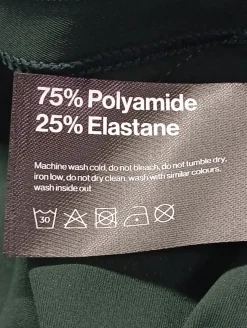 75% Polyamide
25% Elastane
Machine wash cold, do not bleach, do not tumble dry,
iron low, do not dry clean, wash with similar colours.
wash inside out
30